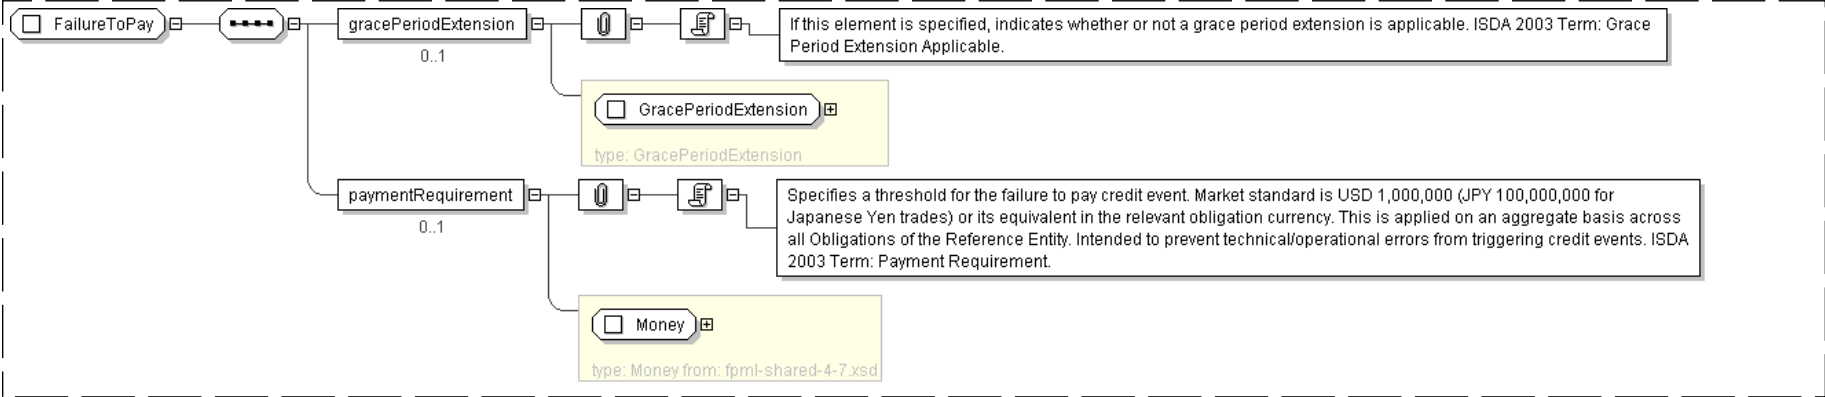 FailureToPay
gracePeriodExtension
0..1
If this element is specified, indicates whether or not a grace period extension is applicable. ISDA 2003 Term: Grace
Period Extension Applicable.
GracePeriodExtension
type: GracePeriodExtension
paymentRequirement
0..1
Specifies a threshold for the failure to pay credit event. Market standard is USD 1,000,000 (JPY 100,000,000 for
Japanese Yen trades) or its equivalent in the relevant obligation currency. This is applied on an aggregate basis across
all Obligations of the Reference Entity. Intended to prevent technical/operational errors from triggering credit events. ISDA
2003 Term: Payment Requirement.
Money
type: Money from: fpml-shared-4-7.xsd